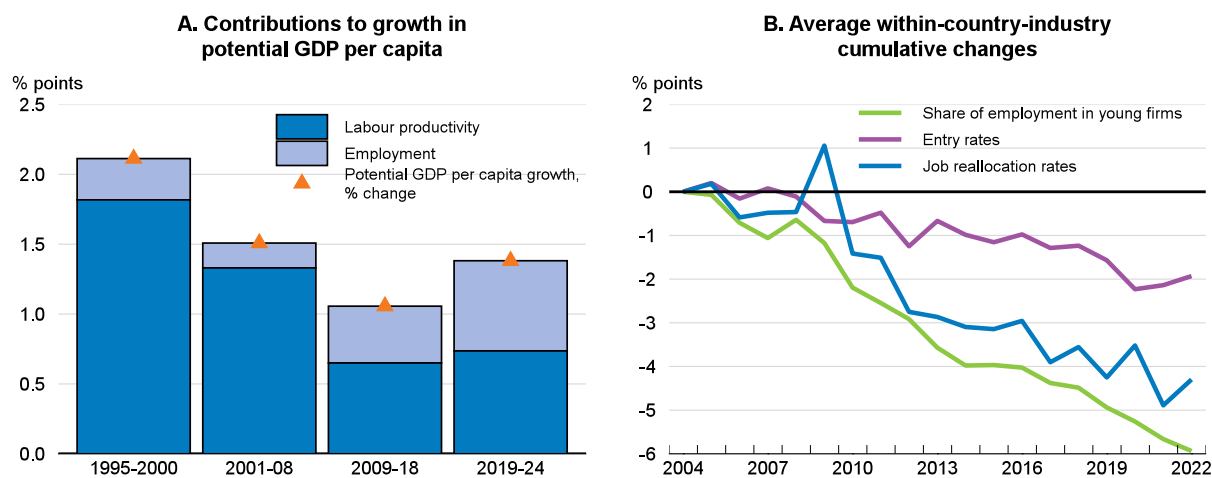 A. Contributions to growth in
potential GDP per capita
% points
2.5
2.0
1.5
1.0
0.5
0.0
Labour productivity
Employment
Potential GDP per capita growth,
% change
1995-2000
2001-08
2009-18
2019-24
B. Average within-country-industry
cumulative changes
% points
2
1
0
-1
-2
-3
-4
-5
-6
Share of employment in young firms
Entry rates
Job reallocation rates
2004
2007
2010
2013
2016
2019
2022